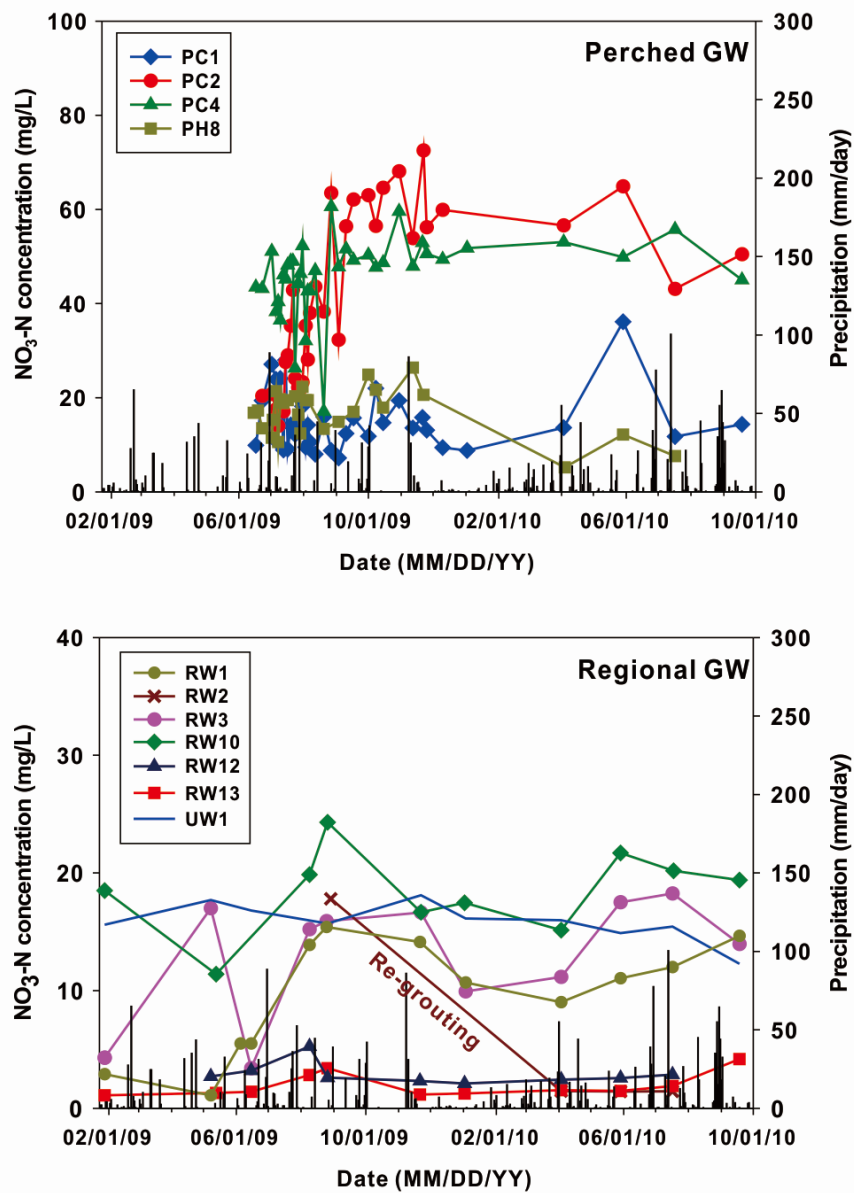 Perched GW
PC1
PC2
PC4
PH8
100
80
60
40
20
0
NO3-N concentration (mg/L)
300
250
200
150
100
50
0
Precipitation (mm/day)
02/01/09 06/01/09 10/01/09 02/01/10 06/01/10 10/01/10
Date (MM/DD/YY)
Regional GW
RW1
RW2
RW3
RW10
RW12
RW13
UW1
Re-grouting
40
30
20
10
0
NO3-N concentration (mg/L)
300
250
200
150
100
50
0
Precipitation (mm/day)
02/01/09 06/01/09 10/01/09 02/01/10 06/01/10 10/01/10
Date (MM/DD/YY)